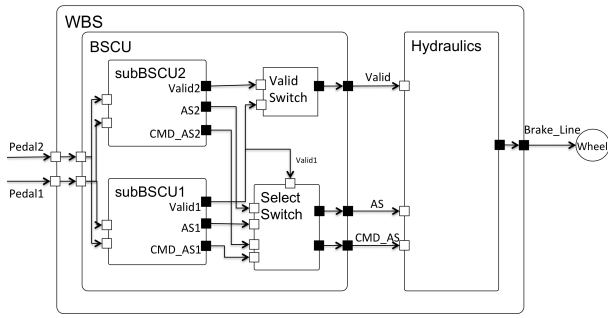 WBS
BSCU
Hydraulics
subBSCU2
Valid2
AS2
CMD_AS2
Valid
Switch
Valid
Brake_Line
Wheel
Pedal2
Pedal1
Valid1
subBSCU1
Valid1
AS1
CMD_AS1
Select
Switch
AS
CMD_AS